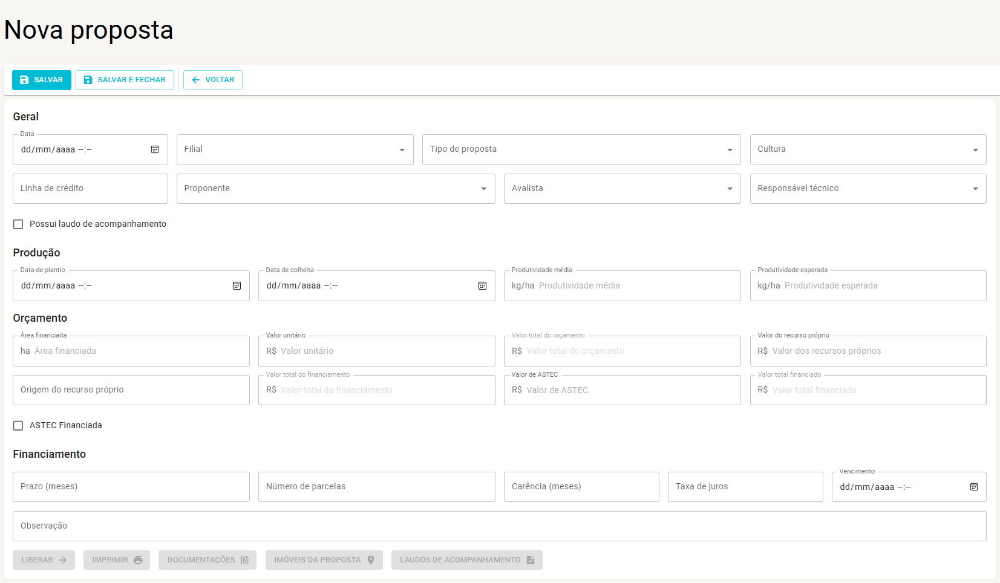 Nova proposta
SALVAR SALVAR E FECHAR VOLTAR
Geral
Data
dd/mm/aaaa --:-- Filial Tipo de proposta Cultura
Linha de crédito Proponente Avalista Responsável técnico
Possui laudo de acompanhamento
Produção
Data de plantio Data de colheita Produtividade média Produtividade esperada
dd/mm/aaaa --:-- dd/mm/aaaa --:-- kg/ha Produtividade média kg/ha Produtividade esperada
Orçamento
Área financiada Valor unitário Valor total do orçamento Valor do recurso próprio
ha Área financiada R$ Valor unitário R$ Valor total do orçamento R$ Valor dos recursos próprios
Valor total do financiamento Valor de ASTEC Valor total financiado
Origem do recurso próprio R$ Valor total do financiamento R$ Valor de ASTEC R$ Valor total financiado
ASTEC Financiada
Financiamento
Vencimento
Prazo (meses) Número de parcelas Carência (meses) Taxa de juros dd/mm/aaaa --:--
Observação
LIBERAR IMPRIMIR DOCUMENTAÇÕES IMÓVEIS DA PROPOSTA LAUDOS DE ACOMPANHAMENTO